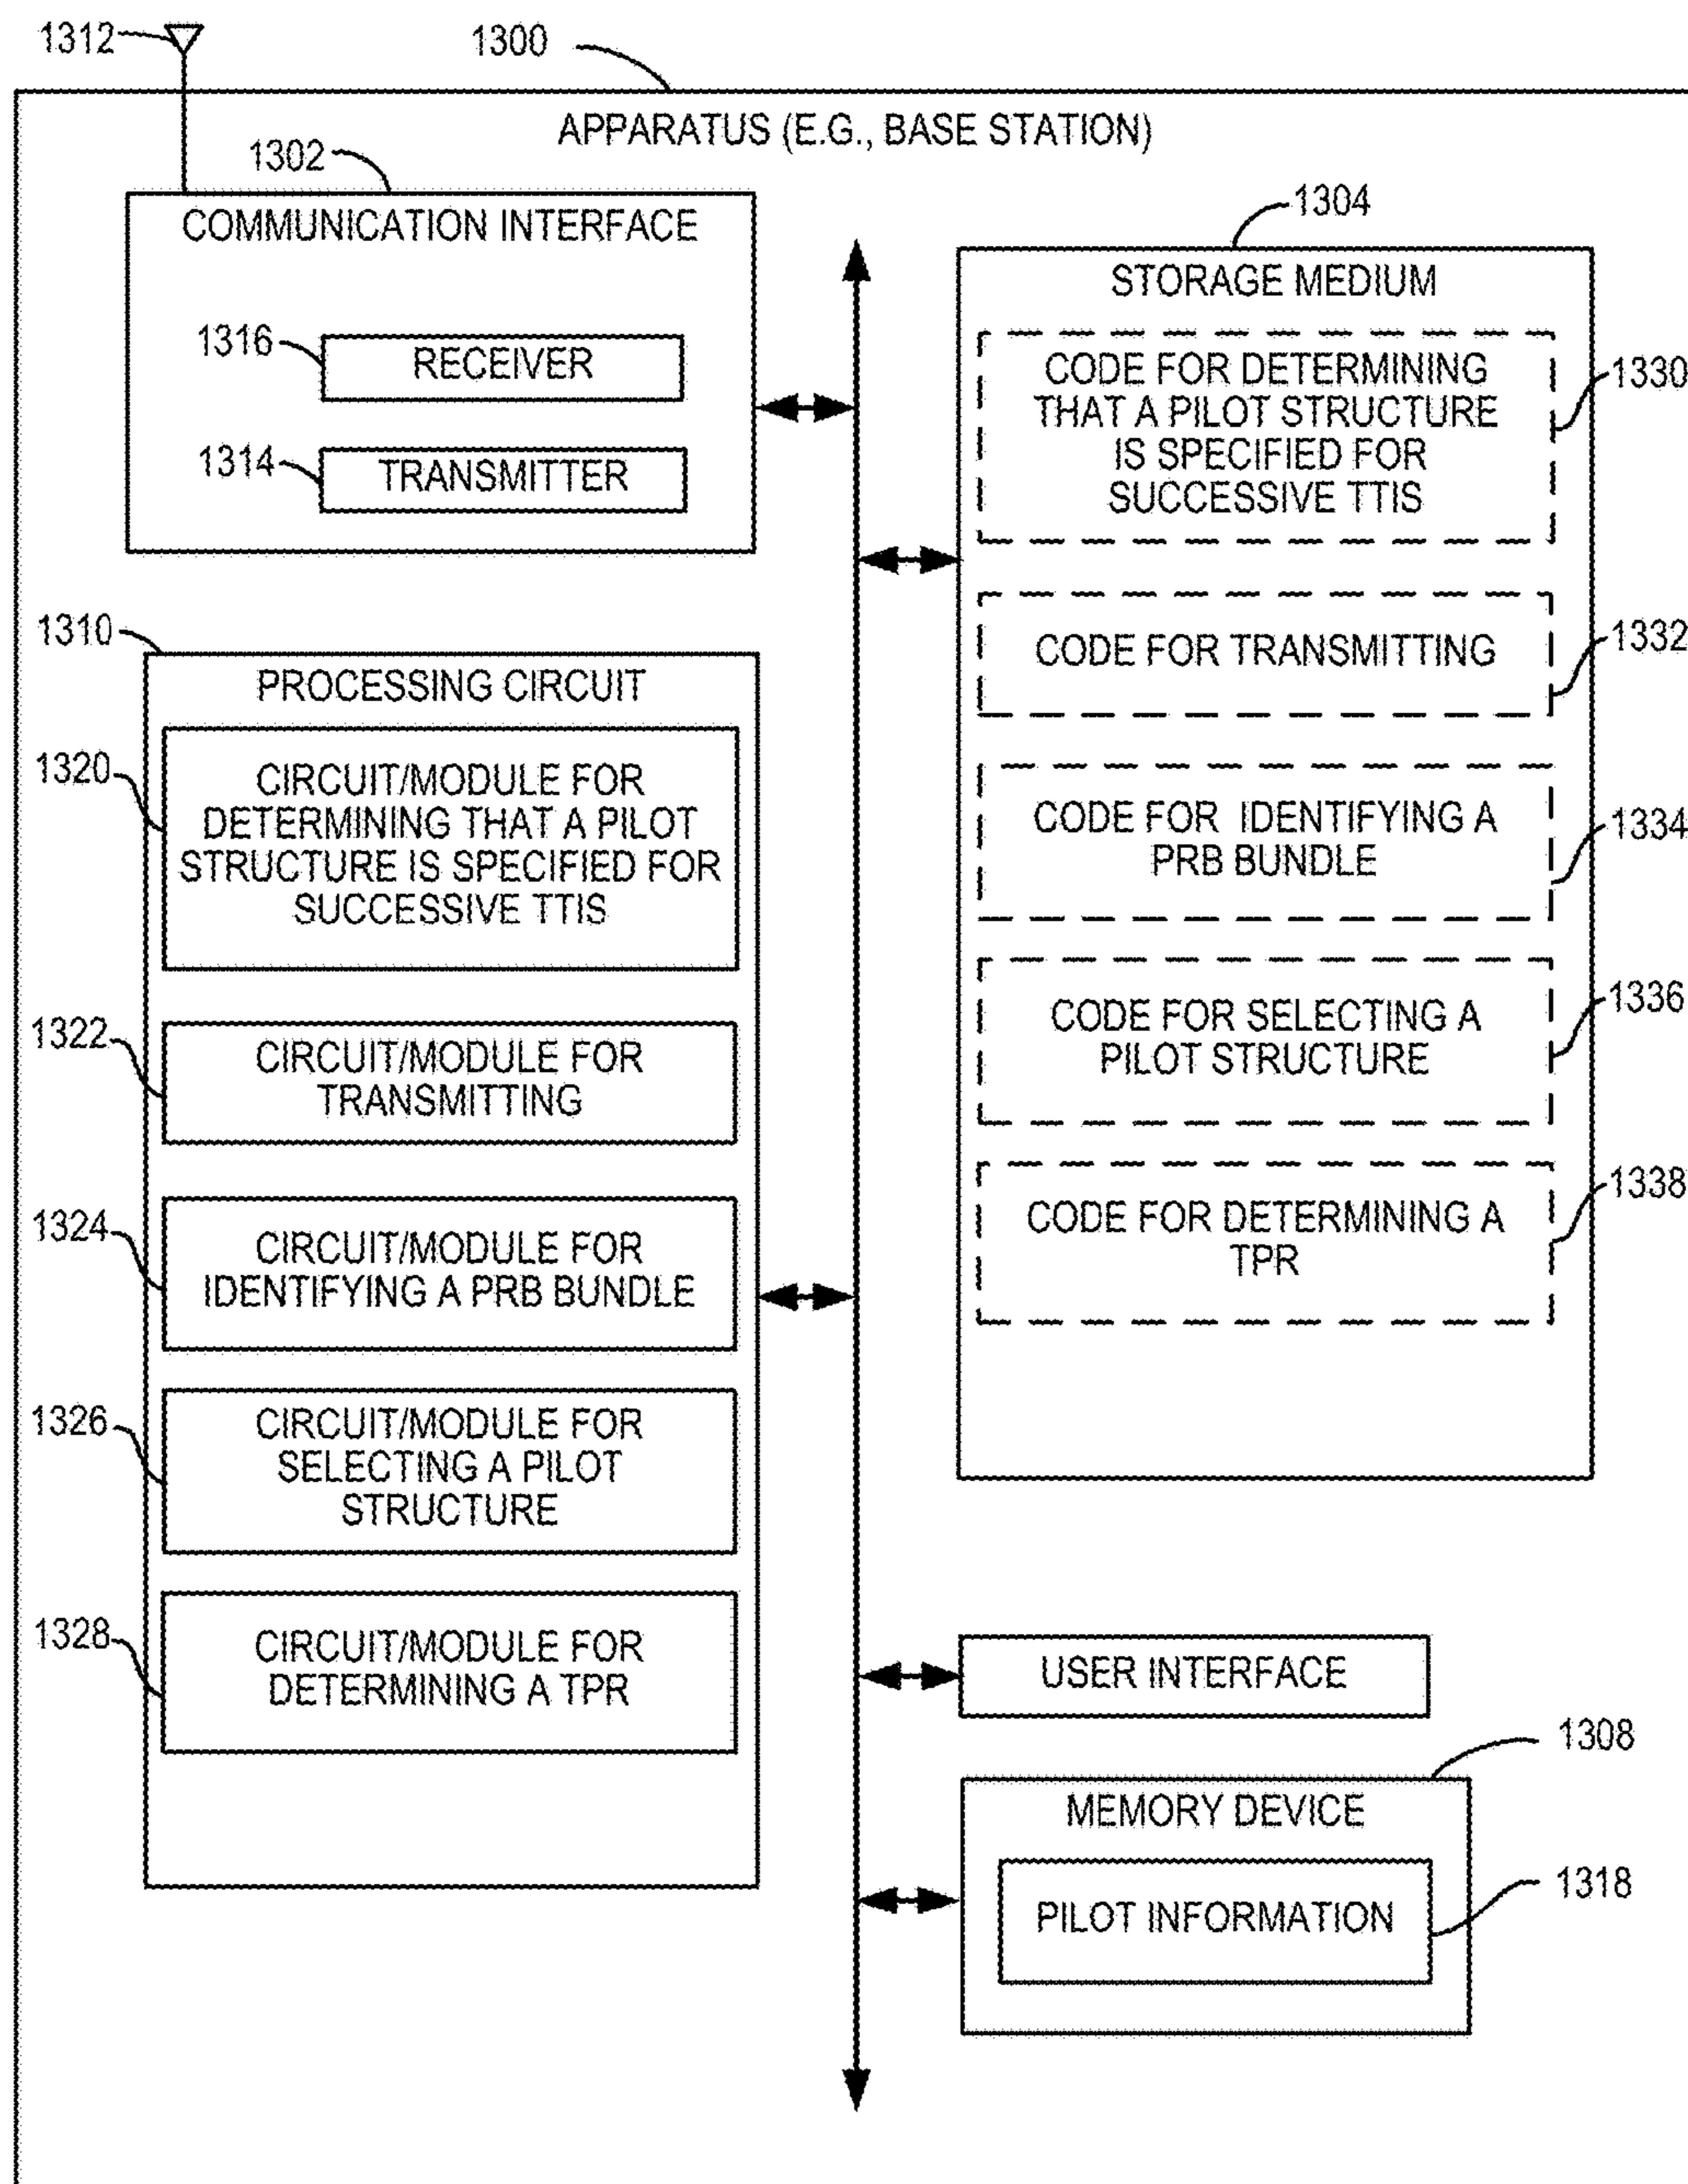 1312
1300
APPARATUS (E.G., BASE STATION)
1302
COMMUNICATION INTERFACE
1316
RECEIVER
1314
TRANSMITTER
1304
STORAGE MEDIUM
CODE FOR DETERMINING
THAT A PILOT STRUCTURE
IS SPECIFIED FOR
SUCCESSIVE TTIS
1330
CODE FOR TRANSMITTING
1332
CODE FOR IDENTIFYING A
PRB BUNDLE
1334
CODE FOR SELECTING A
PILOT STRUCTURE
1336
CODE FOR DETERMINING A
TPR
1338
1310
PROCESSING CIRCUIT
1320
CIRCUIT/MODULE FOR
DETERMINING THAT A PILOT
STRUCTURE IS SPECIFIED FOR
SUCCESSIVE TTIS
1322
CIRCUIT/MODULE FOR
TRANSMITTING
1324
CIRCUIT/MODULE FOR
IDENTIFYING A PRB BUNDLE
1326
CIRCUIT/MODULE FOR
SELECTING A PILOT
STRUCTURE
1328
CIRCUIT/MODULE FOR
DETERMINING A TPR
USER INTERFACE
1308
MEMORY DEVICE
PILOT INFORMATION
1318